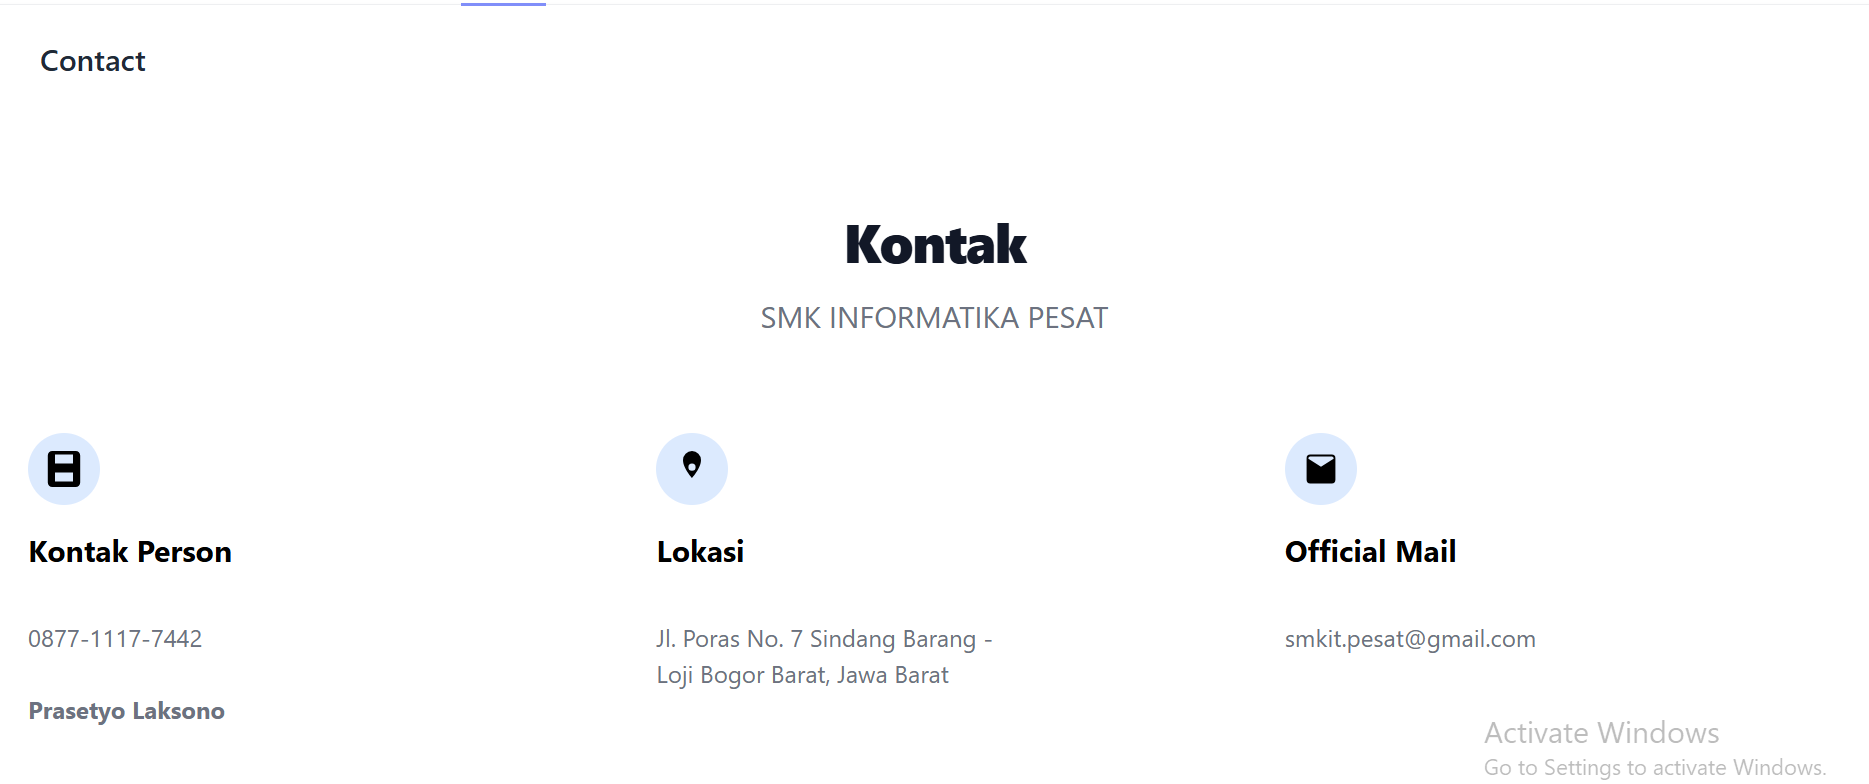 Contact
Kontak
SMK INFORMATIKA PESAT
Kontak Person
0877-1117-7442
Prasetyo Laksono
Lokasi
Jl. Poras No. 7 Sindang Barang -
Loji Bogor Barat, Jawa Barat
Official Mail
smkit.pesat@gmail.com
Activate Windows
Go to Settings to activate Windows.